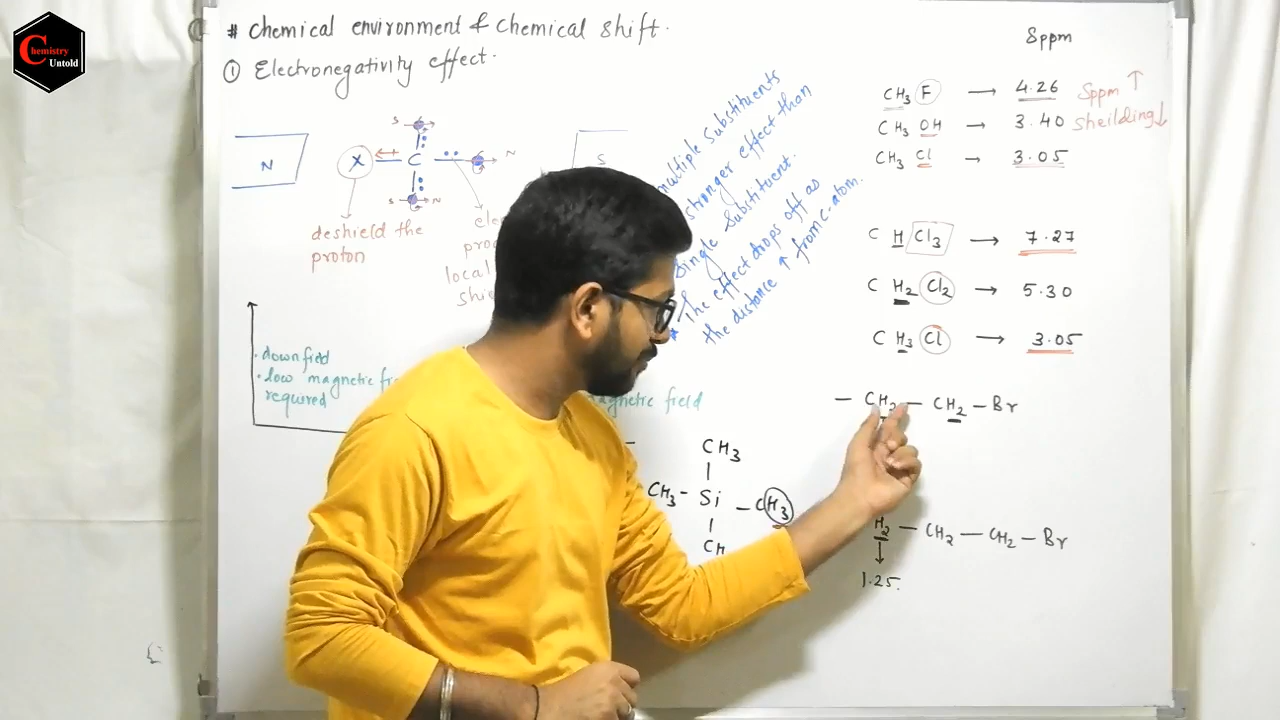 Chemistry
Untold
# Chemical environment & Chemical shift.
① Electronegativity effect.
N
X
C
S
N
S
N
S
deshield the
proton
· downfield
· low magnetic
required
magnetic field
multiple Substituents
stronger effect than
Single Substituent.
* The effect drops off as
the distance ↑ from C-atom.
δppm
CH3 F → 4.26
CH3 OH → 3.40
CH3 Cl → 3.05
δppm ↑
Sheilding ↓
C H Cl3 → 7.27
C H2 Cl2 → 5.30
C H3 Cl → 3.05
— CH2 — CH2 — Br
CH3
|
CH3 - Si - CH3
|
CH
H2 — CH2 — CH2 — Br
↓
1.25.